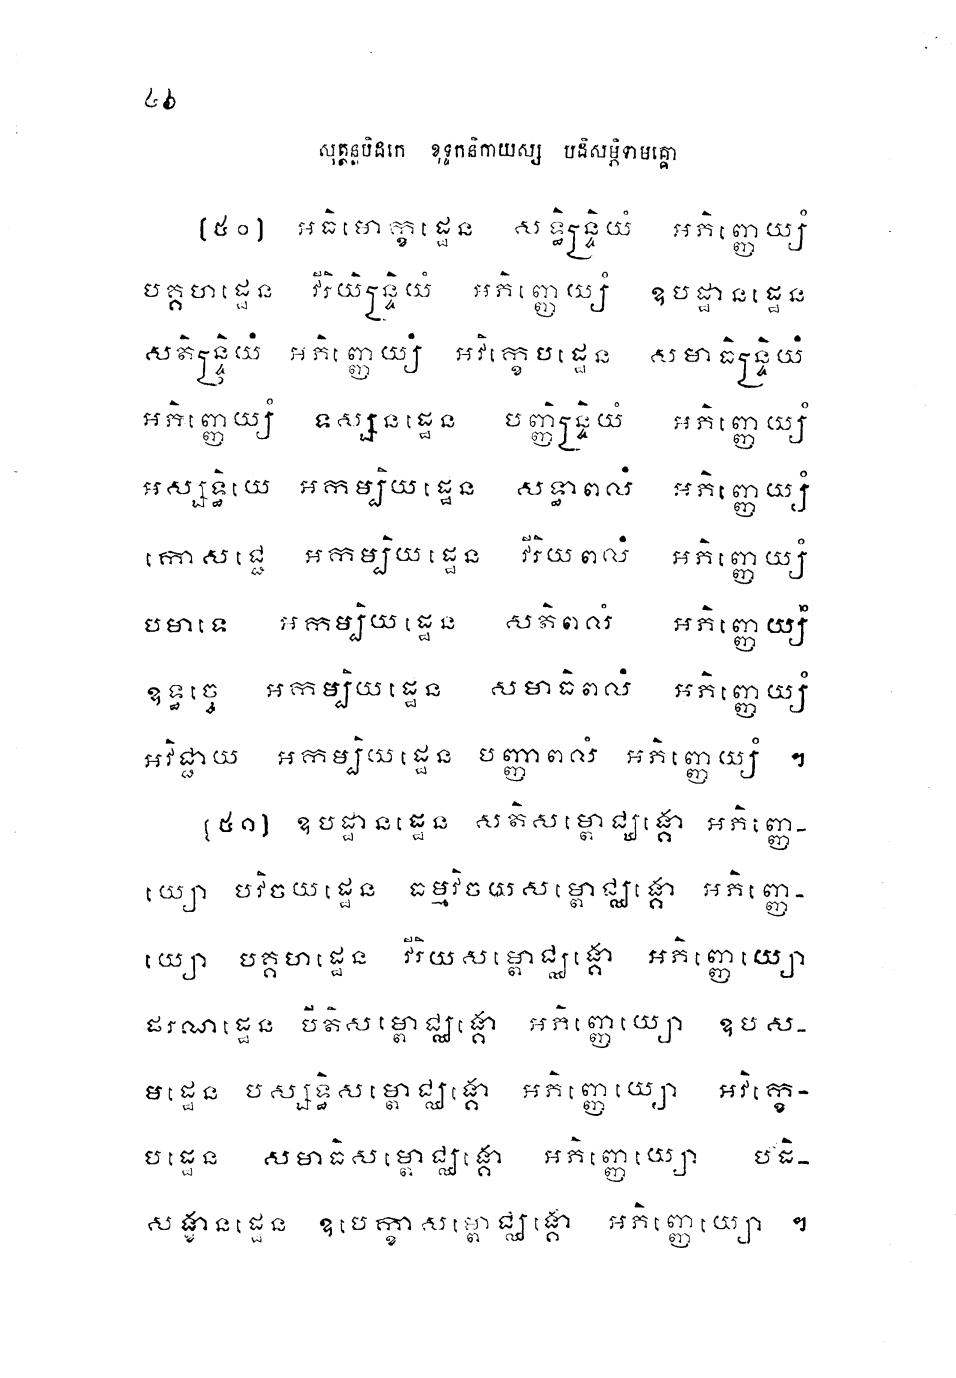 ៤៦
សុត្តន្តបិដកេ ខុទ្ទកនិកាយស្ស បដិសម្ភិទាមគ្គោ
(៥០) អធិមោក្ខដ្ឋេន សទ្ធិន្ទ្រិយំ អភិញ្ញេយ្យំ
បគ្គហដ្ឋេន វីរិយិន្ទ្រិយំ អភិញ្ញេយ្យំ ឧបដ្ឋានដ្ឋេន
សតិន្ទ្រិយំ អភិញ្ញេយ្យំ អវិក្ខេបដ្ឋេន សមាធិន្ទ្រិយំ
អភិញ្ញេយ្យំ ទស្សនដ្ឋេន បញ្ញិន្ទ្រិយំ អភិញ្ញេយ្យំ
អស្សទ្ធិយេ អកម្បិយដ្ឋេន សទ្ធាពលំ អភិញ្ញេយ្យំ
កោសជ្ជេ អកម្បិយដ្ឋេន វីរិយពលំ អភិញ្ញេយ្យំ
បមាទេ អកម្បិយដ្ឋេន សតិពលំ អភិញ្ញេយ្យំ
ឧទ្ធច្ចេ អកម្បិយដ្ឋេន សមាធិពលំ អភិញ្ញេយ្យំ
អវិជ្ជាយ អកម្បិយដ្ឋេន បញ្ញាពលំ អភិញ្ញេយ្យំ ។
(៥១) ឧបដ្ឋានដ្ឋេន សតិសម្ពោជ្ឈង្គោ អភិញ្ញេ-
យ្យោ បវិចយដ្ឋេន ធម្មវិចយសម្ពោជ្ឈង្គោ អភិញ្ញេ-
យ្យោ បគ្គហដ្ឋេន វីរិយសម្ពោជ្ឈង្គោ អភិញ្ញេយ្យោ
ផរណដ្ឋេន បីតិសម្ពោជ្ឈង្គោ អភិញ្ញេយ្យោ ឧបស-
មដ្ឋេន បស្សទ្ធិសម្ពោជ្ឈង្គោ អភិញ្ញេយ្យោ អវិក្ខេ-
បដ្ឋេន សមាធិសម្ពោជ្ឈង្គោ អភិញ្ញេយ្យោ បដិ-
សង្ខានដ្ឋេន ឧបេក្ខាសម្ពោជ្ឈង្គោ អភិញ្ញេយ្យោ ។